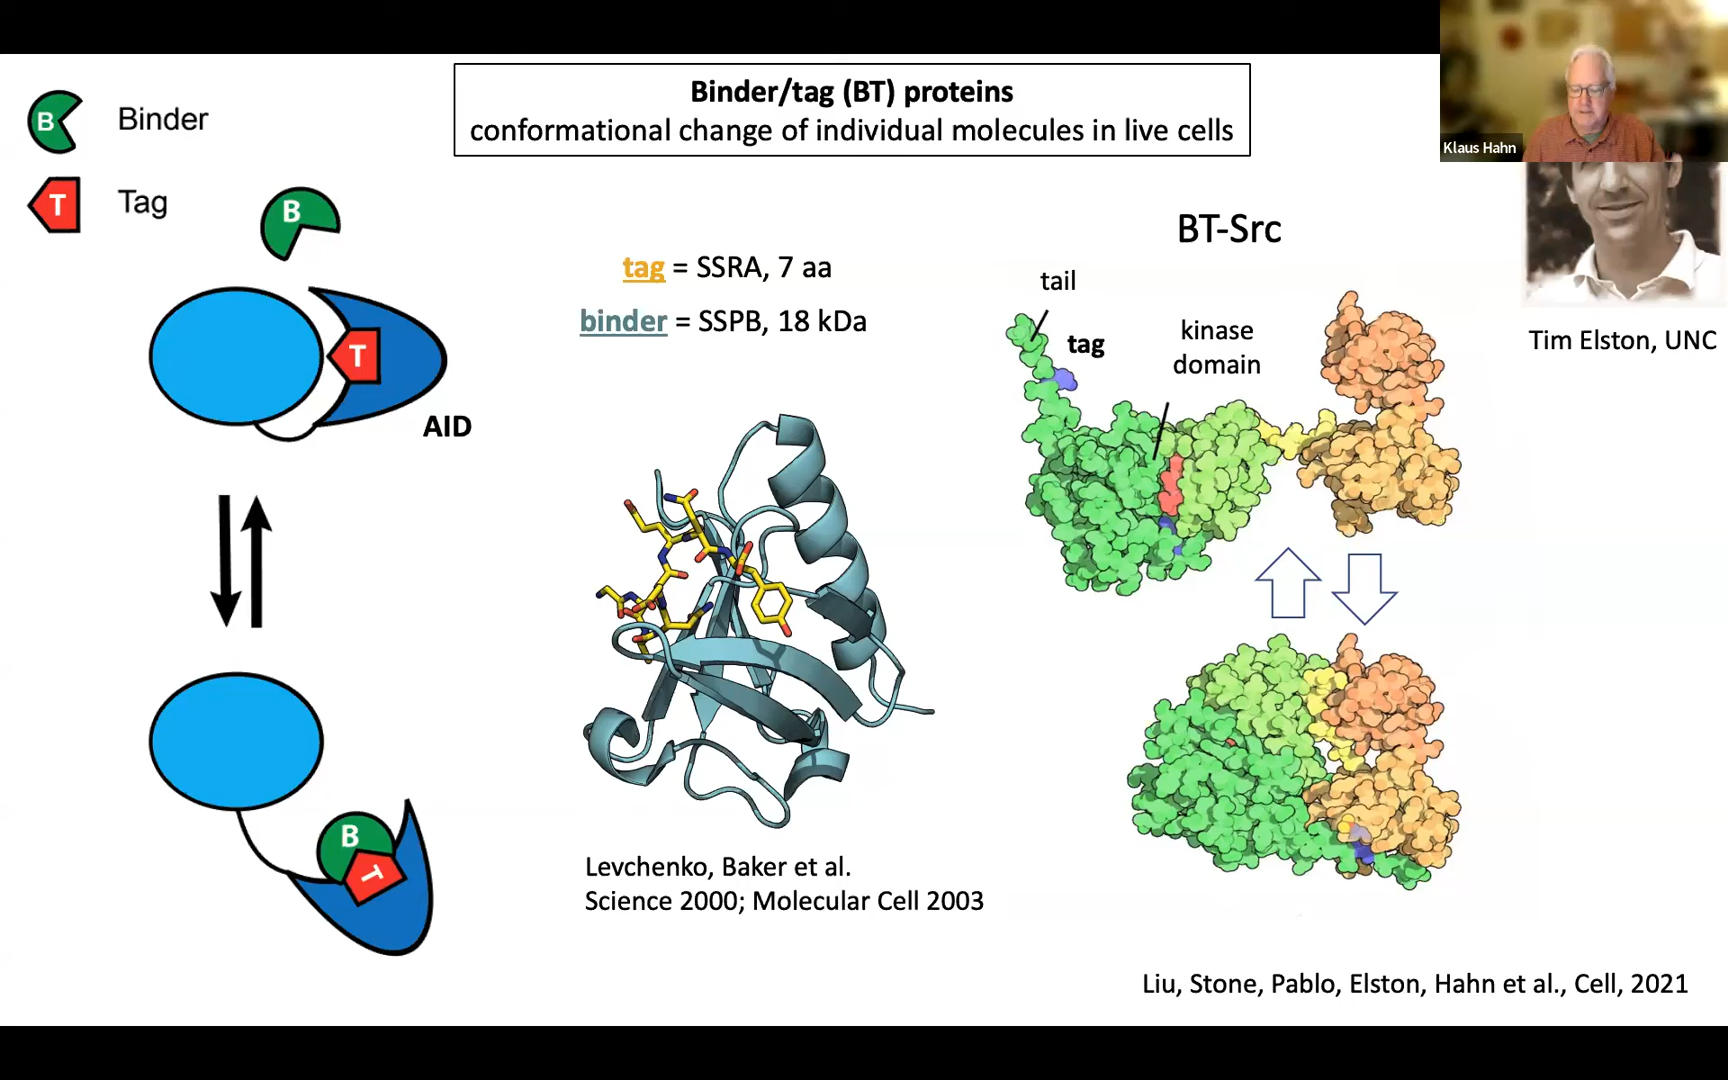 Binder/tag (BT) proteins
conformational change of individual molecules in live cells
Klaus Hahn
B
Binder
T
Tag
B
T
AID
B
T
tag = SSRA, 7 aa
binder = SSPB, 18 kDa
Levchenko, Baker et al.
Science 2000; Molecular Cell 2003
BT-Src
tail
tag
kinase
domain
Tim Elston, UNC
Liu, Stone, Pablo, Elston, Hahn et al., Cell, 2021